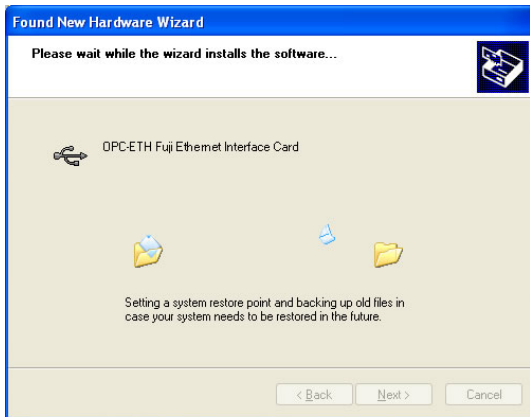 Found New Hardware Wizard
Please wait while the wizard installs the software...
OPC-ETH Fuji Ethernet Interface Card
Setting a system restore point and backing up old files in
case your system needs to be restored in the future.
< Back
Next >
Cancel